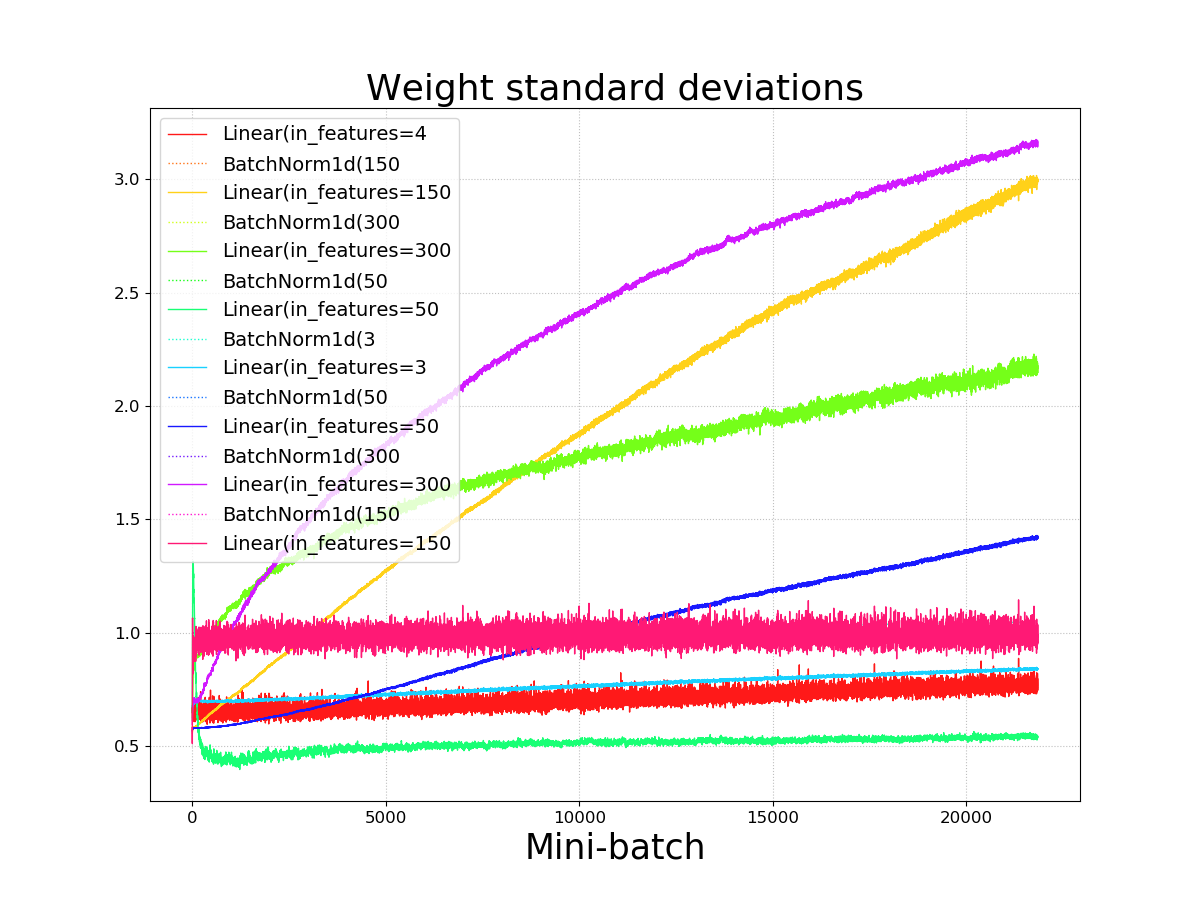 Weight standard deviations
Linear(in_features=4
BatchNorm1d(150
Linear(in_features=150
BatchNorm1d(300
Linear(in_features=300
BatchNorm1d(50
Linear(in_features=50
BatchNorm1d(3
Linear(in_features=3
BatchNorm1d(50
Linear(in_features=50
BatchNorm1d(300
Linear(in_features=300
BatchNorm1d(150
Linear(in_features=150
3.0
2.5
2.0
1.5
1.0
0.5
0 5000 10000 15000 20000
Mini-batch